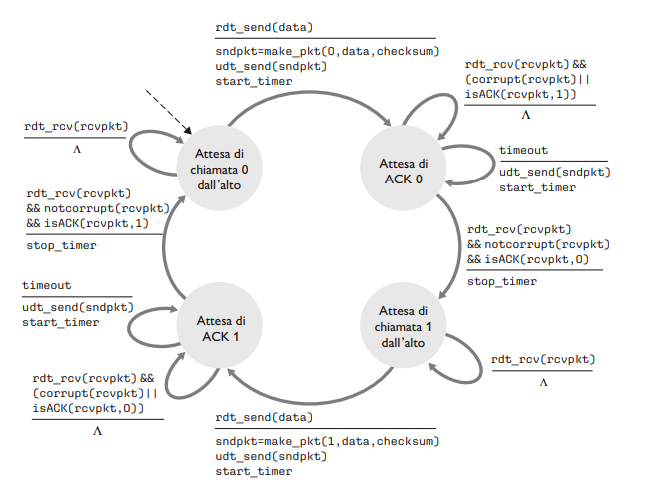 rdt_send(data)
sndpkt=make_pkt(0,data,checksum)
udt_send(sndpkt)
start_timer
rdt_rcv(rcvpkt)&&
(corrupt(rcvpkt)||
isACK(rcvpkt,1))
Λ
rdt_rcv(rcvpkt)
Λ
Attesa di
chiamata 0
dall'alto
Attesa di
ACK 0
timeout
udt_send(sndpkt)
start_timer
rdt_rcv(rcvpkt)
&& notcorrupt(rcvpkt)
&& isACK(rcvpkt,1)
stop_timer
rdt_rcv(rcvpkt)
&& notcorrupt(rcvpkt)
&& isACK(rcvpkt,0)
stop_timer
timeout
udt_send(sndpkt)
start_timer
Attesa di
ACK 1
Attesa di
chiamata 1
dall'alto
rdt_rcv(rcvpkt)
Λ
rdt_rcv(rcvpkt)&&
(corrupt(rcvpkt)||
isACK(rcvpkt,0))
Λ
rdt_send(data)
sndpkt=make_pkt(1,data,checksum)
udt_send(sndpkt)
start_timer